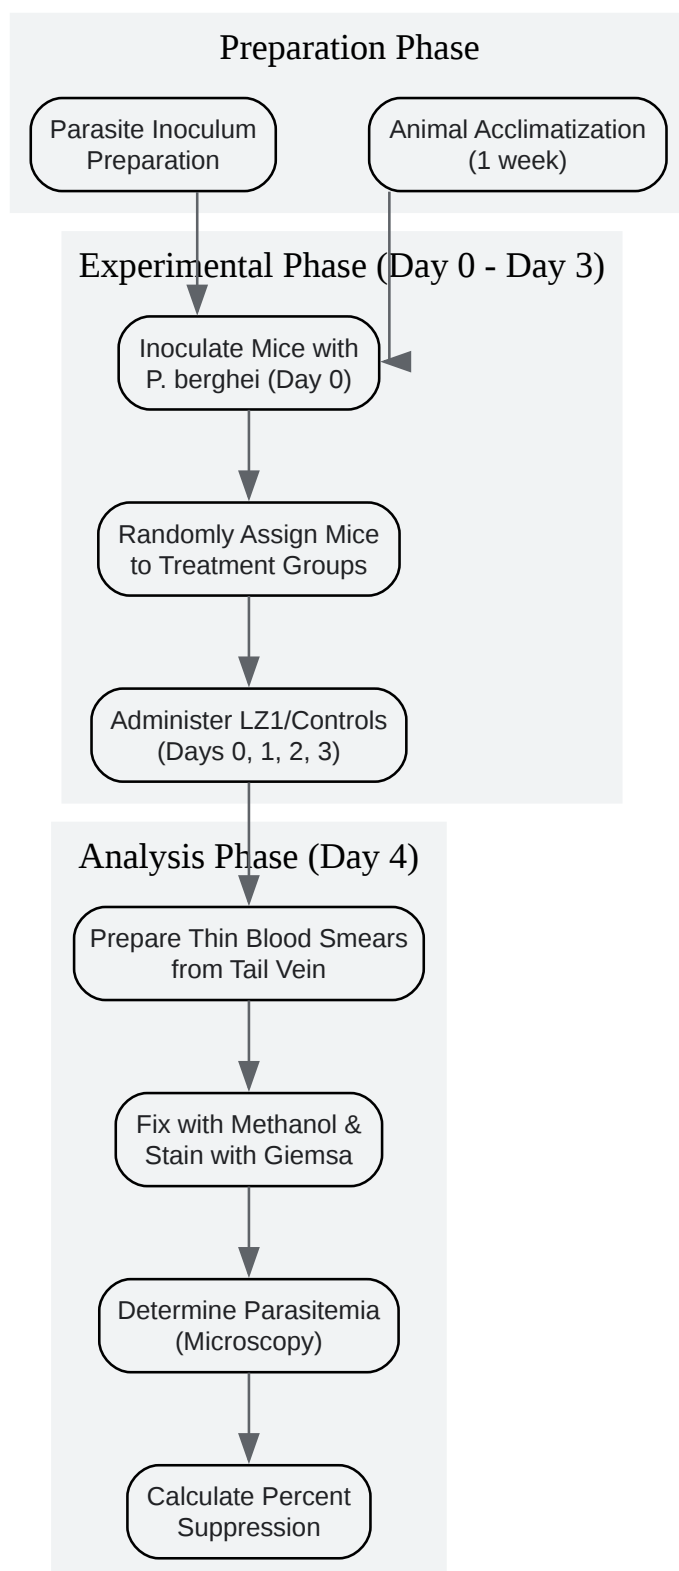 Preparation Phase
Parasite Inoculum
Preparation
Animal Acclimatization
(1 week)
Experimental Phase (Day 0 - Day 3)
Inoculate Mice with
P. berghei (Day 0)
Randomly Assign Mice
to Treatment Groups
Administer LZ1/Controls
(Days 0, 1, 2, 3)
Analysis Phase (Day 4)
Prepare Thin Blood Smears
from Tail Vein
Fix with Methanol &
Stain with Giemsa
Determine Parasitemia
(Microscopy)
Calculate Percent
Suppression